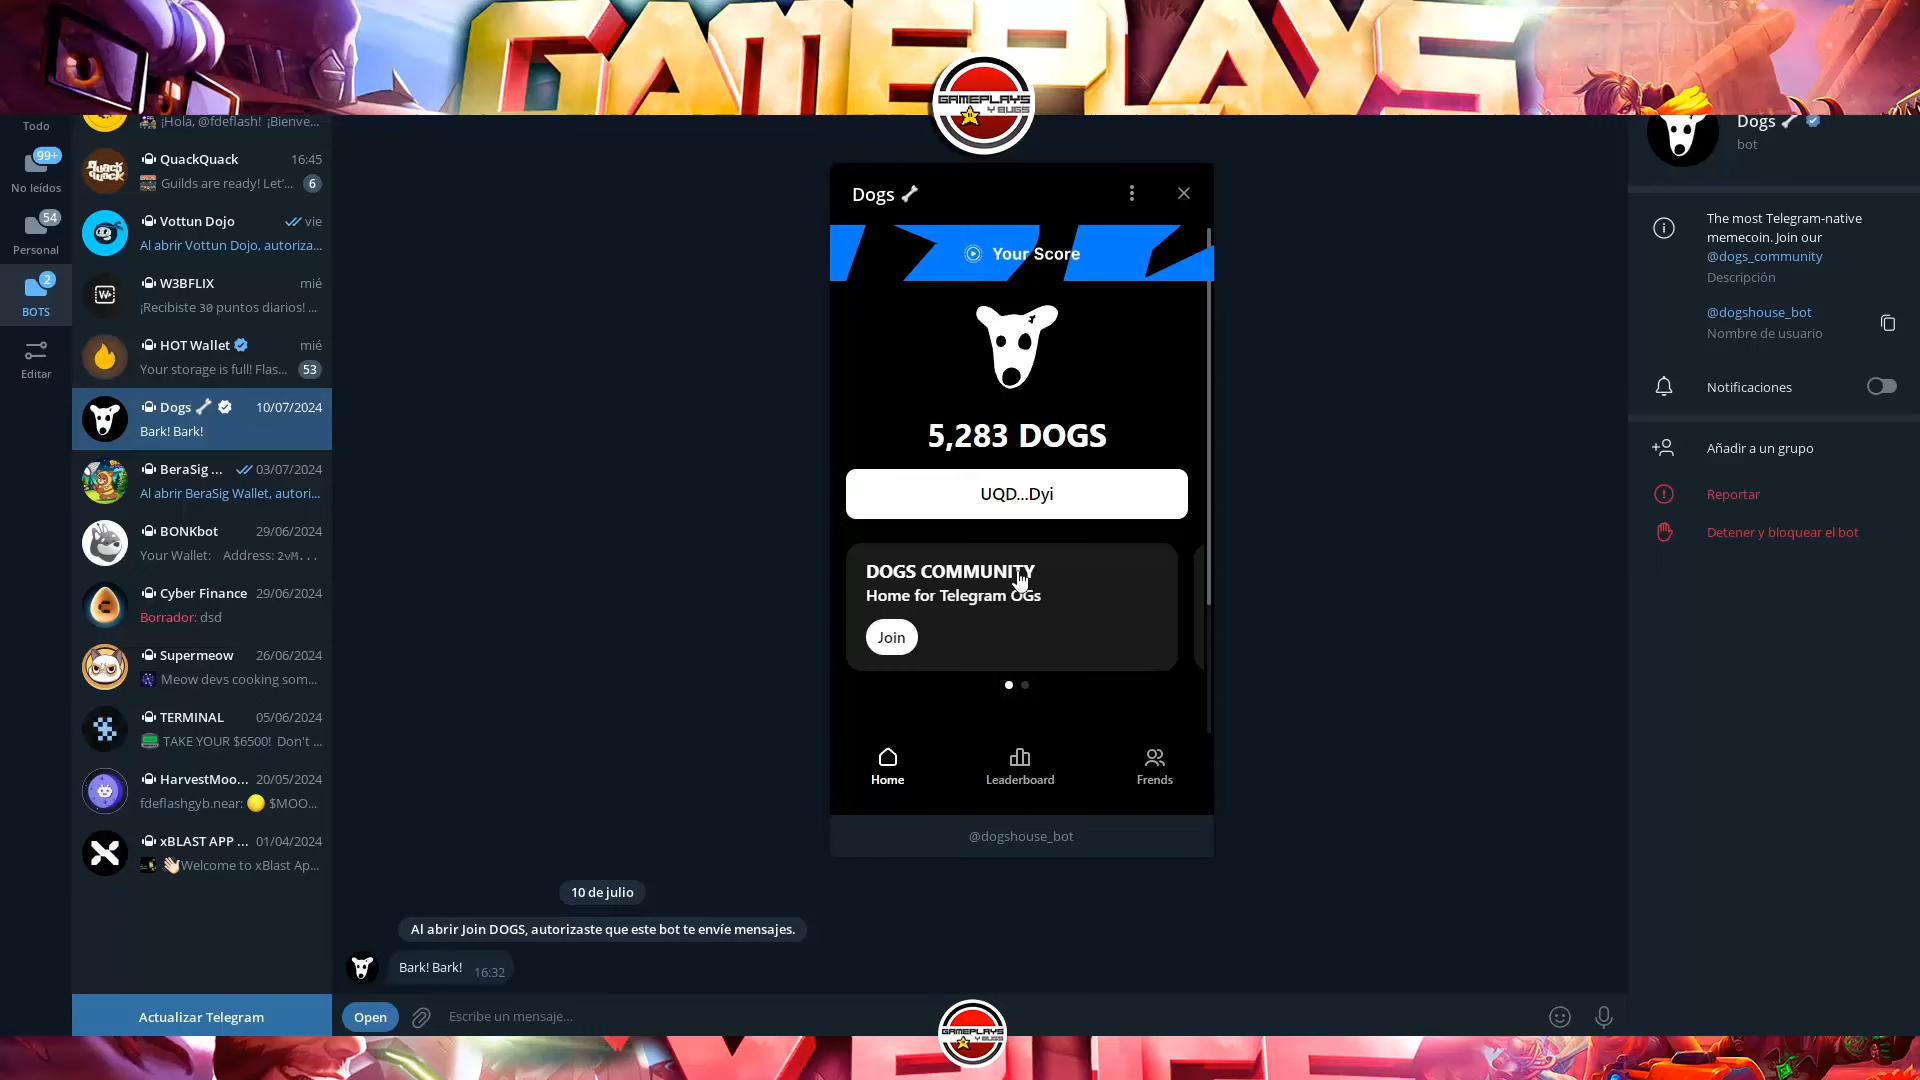 GAMEPLAYS
GAMEPLAYS
Y BUGS
Todo
99+
No leídos
54
Personal
2
BOTS
Editar
¡Hola, @fdeflash! ¡Bienve...
QuackQuack 16:45
Guilds are ready! Let'... 6
Vottun Dojo vie
Al abrir Vottun Dojo, autoriza...
W3BFLIX mié
¡Recibiste 30 puntos diarios! ...
HOT Wallet mié
Your storage is full! Flas... 53
Dogs 10/07/2024
Bark! Bark!
BeraSig ... 03/07/2024
Al abrir BeraSig Wallet, autori...
BONKbot 29/06/2024
Your Wallet: Address: 2vM...
Cyber Finance 29/06/2024
Borrador: dsd
Supermeow 26/06/2024
Meow devs cooking som...
TERMINAL 05/06/2024
TAKE YOUR $6500! Don't ...
HarvestMoo... 20/05/2024
fdeflashgyb.near: $MOO...
xBLAST APP ... 01/04/2024
Welcome to xBlast Ap...
Actualizar Telegram
Dogs
Your Score
5,283 DOGS
UQD...Dyi
DOGS COMMUNITY
Home for Telegram OGs
Join
Home
Leaderboard
Frends
@dogshouse_bot
10 de julio
Al abrir Join DOGS, autorizaste que este bot te envíe mensajes.
Bark! Bark! 16:32
Open
Escribe un mensaje...
Dogs
bot
The most Telegram-native
memecoin. Join our
@dogs_community
Descripción
@dogshouse_bot
Nombre de usuario
Notificaciones
Añadir a un grupo
Reportar
Detener y bloquear el bot
GAMEPLAYS
Y BUGS